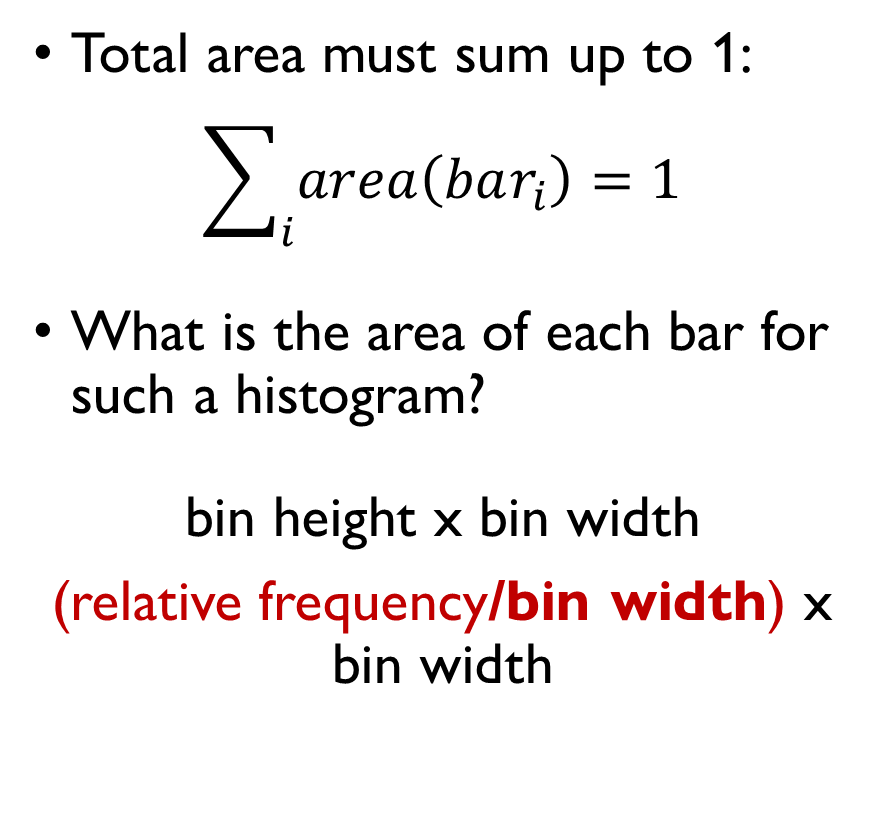 • Total area must sum up to 1:
∑ᵢ area(barᵢ) = 1
• What is the area of each bar for
such a histogram?
bin height x bin width
(relative frequency/bin width) x
bin width